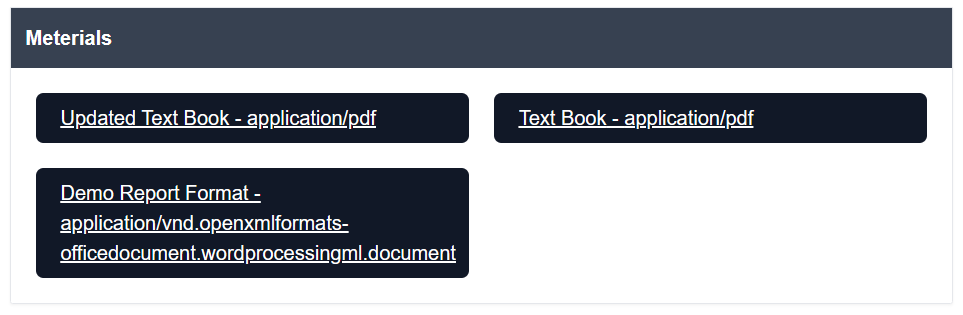 Meterials
Updated Text Book - application/pdf
Text Book - application/pdf
Demo Report Format -
application/vnd.openxmlformats-
officedocument.wordprocessingml.document